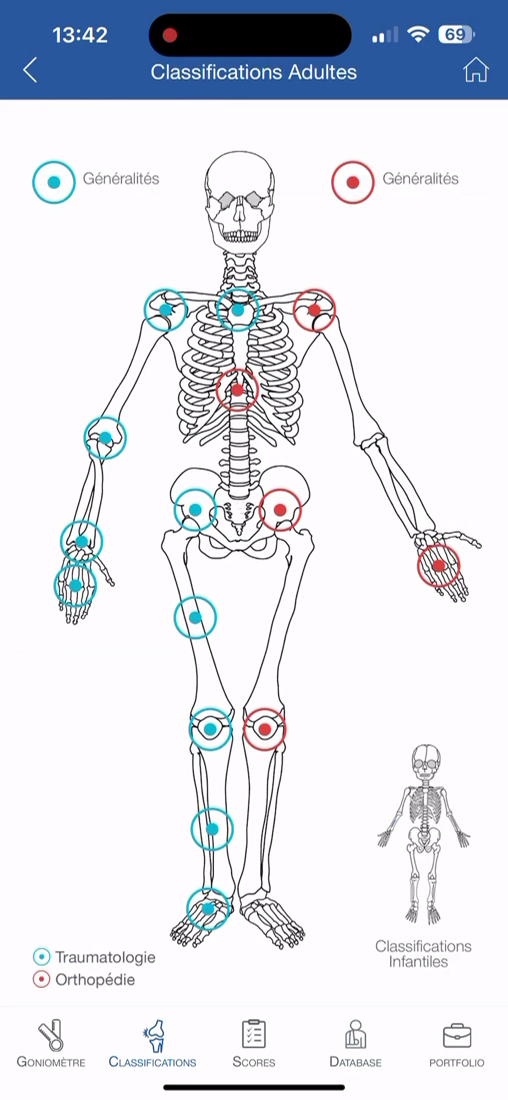 13:42
69
Classifications Adultes
Généralités
Généralités
Classifications
Infantiles
Traumatologie
Orthopédie
GONIOMÈTRE
CLASSIFICATIONS
SCORES
DATABASE
PORTFOLIO